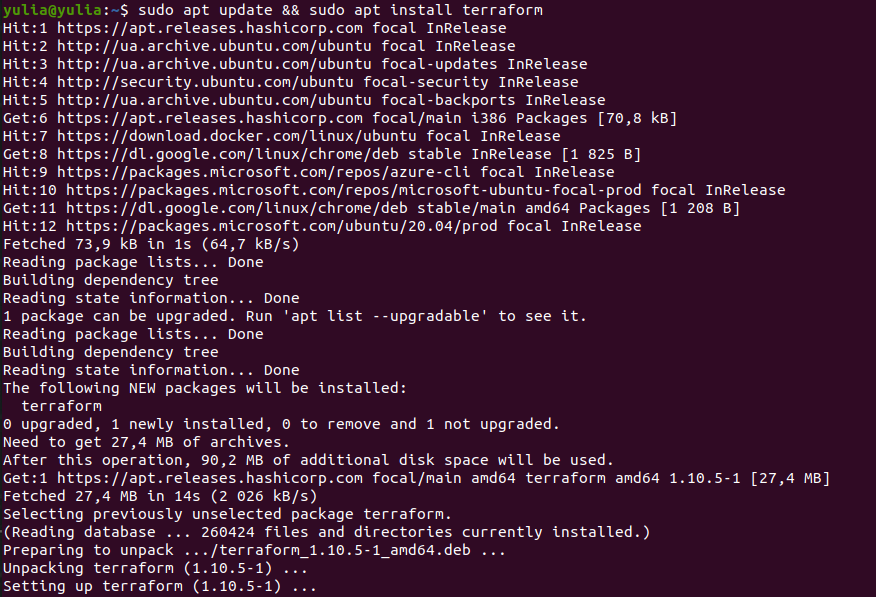 yulia@yulia:~$ sudo apt update && sudo apt install terraform
Hit:1 https://apt.releases.hashicorp.com focal InRelease
Hit:2 http://ua.archive.ubuntu.com/ubuntu focal InRelease
Hit:3 http://ua.archive.ubuntu.com/ubuntu focal-updates InRelease
Hit:4 http://security.ubuntu.com/ubuntu focal-security InRelease
Hit:5 http://ua.archive.ubuntu.com/ubuntu focal-backports InRelease
Get:6 https://apt.releases.hashicorp.com focal/main i386 Packages [70,8 kB]
Hit:7 https://download.docker.com/linux/ubuntu focal InRelease
Get:8 https://dl.google.com/linux/chrome/deb stable InRelease [1 825 B]
Hit:9 https://packages.microsoft.com/repos/azure-cli focal InRelease
Hit:10 https://packages.microsoft.com/repos/microsoft-ubuntu-focal-prod focal InRelease
Get:11 https://dl.google.com/linux/chrome/deb stable/main amd64 Packages [1 208 B]
Hit:12 https://packages.microsoft.com/ubuntu/20.04/prod focal InRelease
Fetched 73,9 kB in 1s (64,7 kB/s)
Reading package lists... Done
Building dependency tree
Reading state information... Done
1 package can be upgraded. Run 'apt list --upgradable' to see it.
Reading package lists... Done
Building dependency tree
Reading state information... Done
The following NEW packages will be installed:
  terraform
0 upgraded, 1 newly installed, 0 to remove and 1 not upgraded.
Need to get 27,4 MB of archives.
After this operation, 90,2 MB of additional disk space will be used.
Get:1 https://apt.releases.hashicorp.com focal/main amd64 terraform amd64 1.10.5-1 [27,4 MB]
Fetched 27,4 MB in 14s (2 026 kB/s)
Selecting previously unselected package terraform.
(Reading database ... 260424 files and directories currently installed.)
Preparing to unpack .../terraform_1.10.5-1_amd64.deb ...
Unpacking terraform (1.10.5-1) ...
Setting up terraform (1.10.5-1) ...